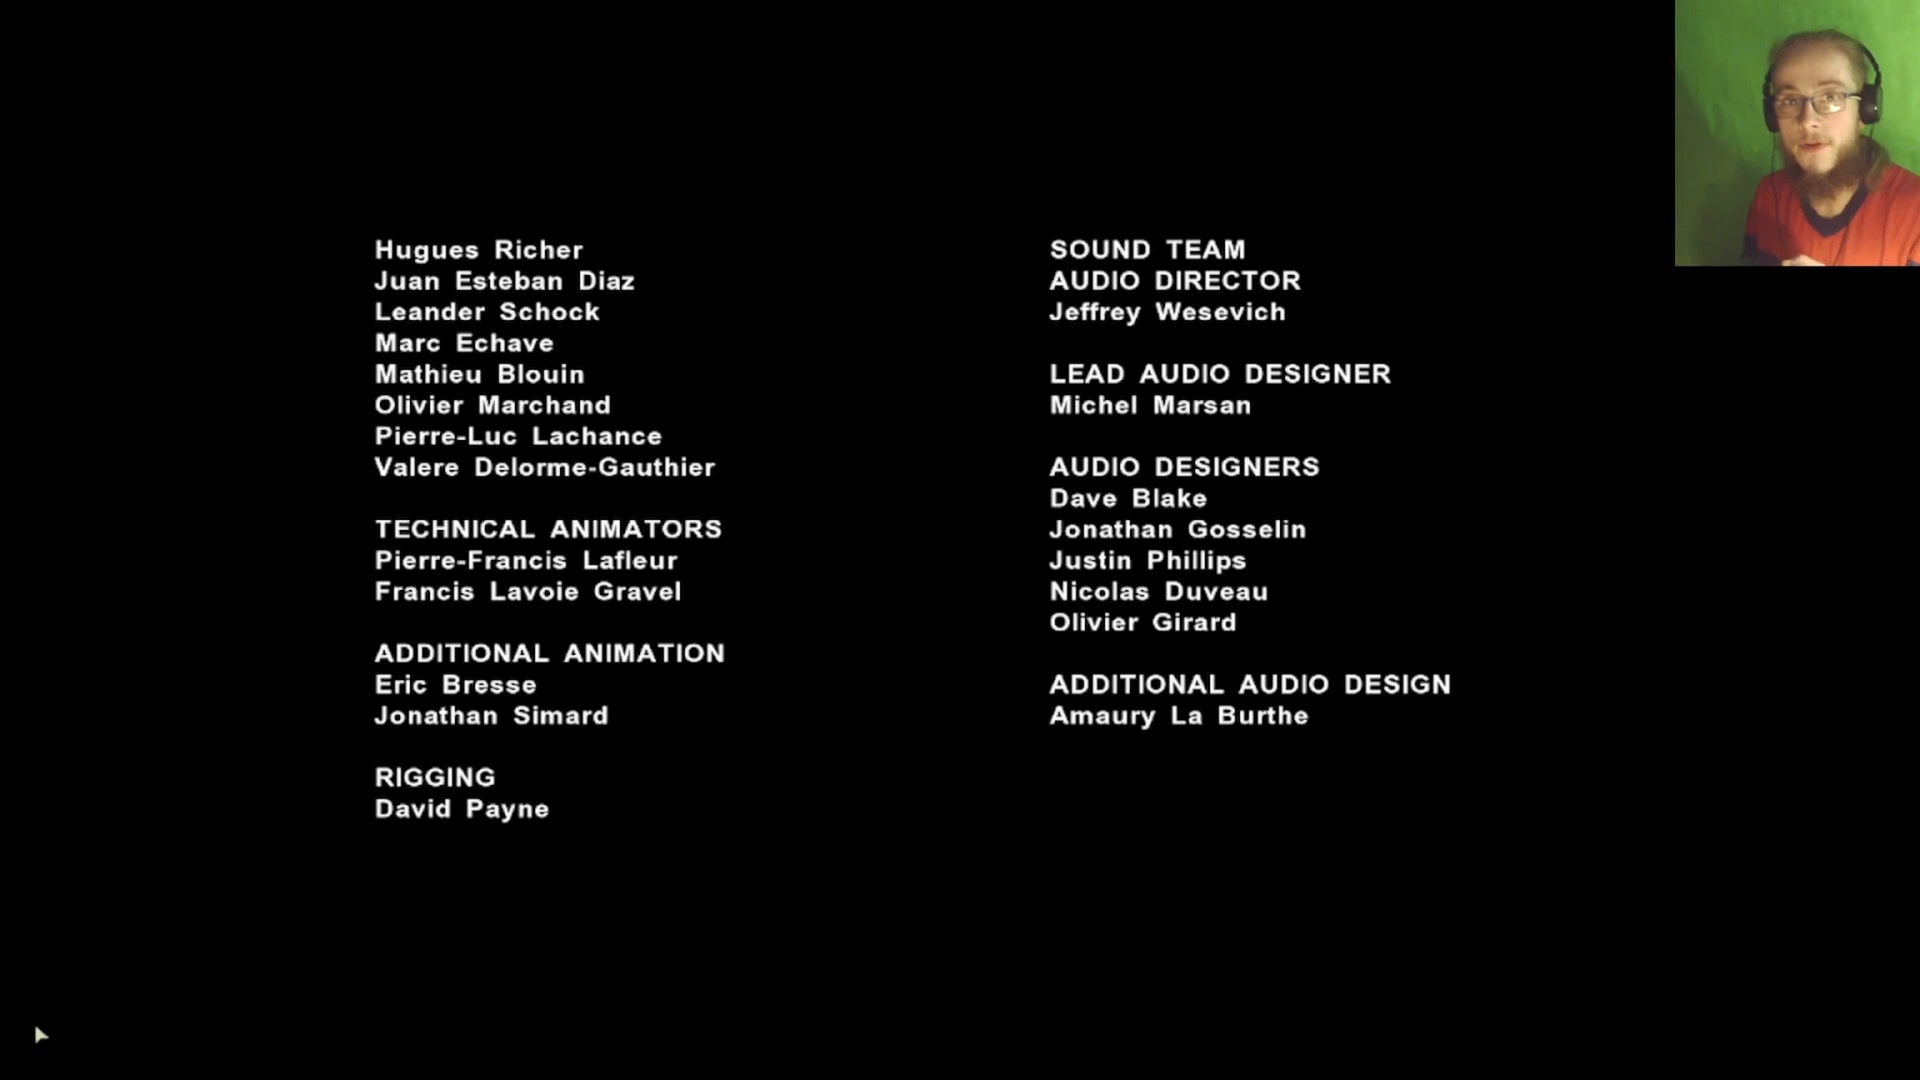 Hugues Richer
Juan Esteban Diaz
Leander Schock
Marc Echave
Mathieu Blouin
Olivier Marchand
Pierre-Luc Lachance
Valere Delorme-Gauthier
TECHNICAL ANIMATORS
Pierre-Francis Lafleur
Francis Lavoie Gravel
ADDITIONAL ANIMATION
Eric Bresse
Jonathan Simard
RIGGING
David Payne
SOUND TEAM
AUDIO DIRECTOR
Jeffrey Wesevich
LEAD AUDIO DESIGNER
Michel Marsan
AUDIO DESIGNERS
Dave Blake
Jonathan Gosselin
Justin Phillips
Nicolas Duveau
Olivier Girard
ADDITIONAL AUDIO DESIGN
Amaury La Burthe